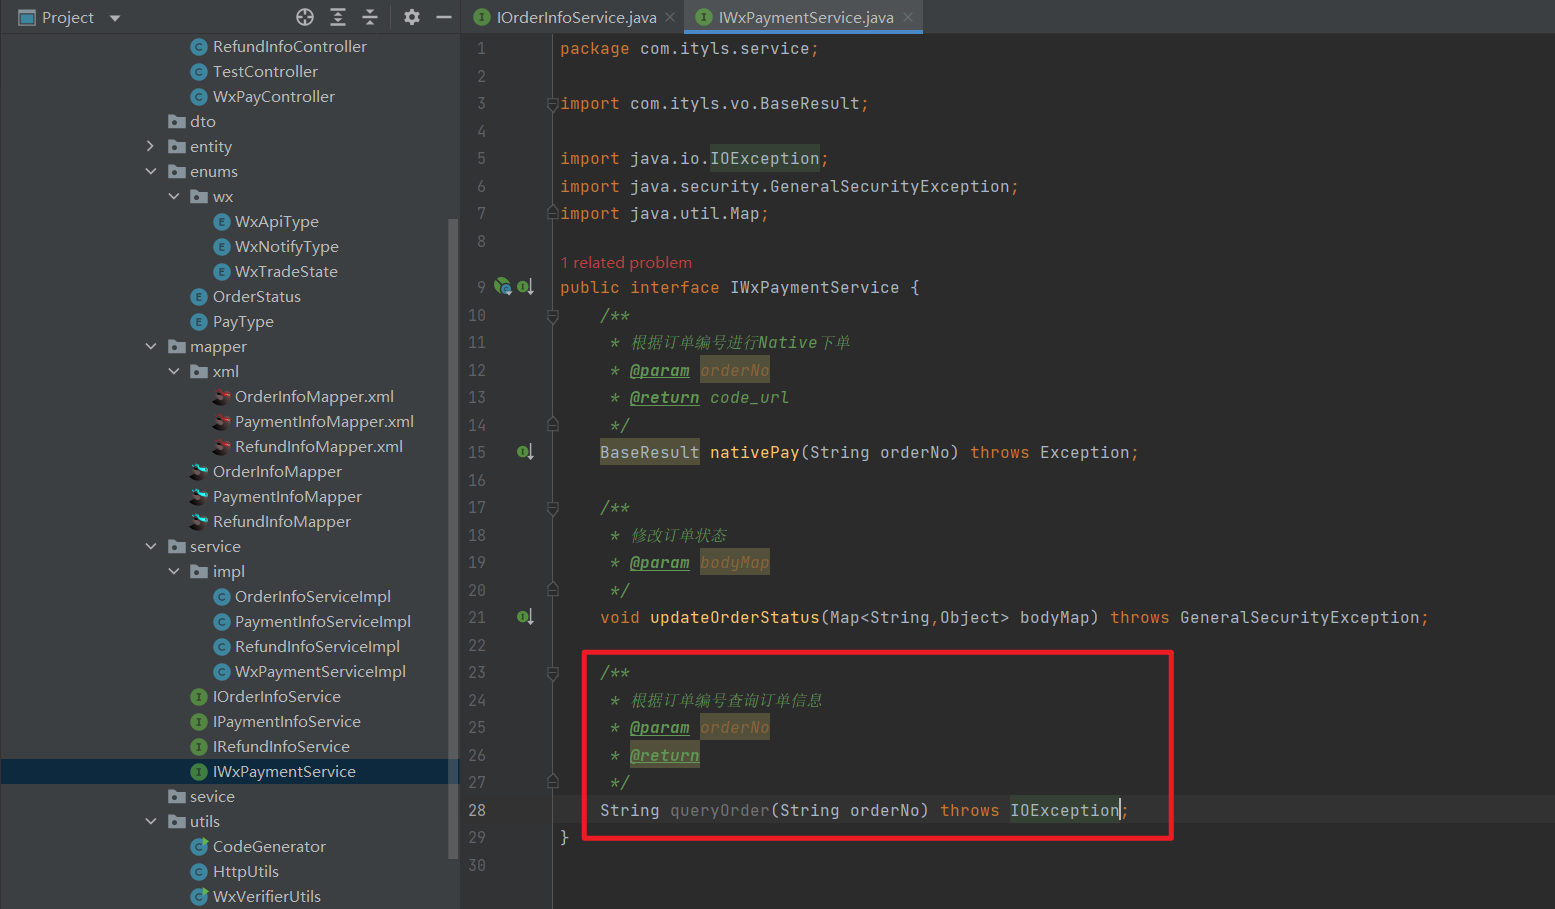 Project
RefundInfoController
TestController
WxPayController
dto
entity
enums
wx
WxApiType
WxNotifyType
WxTradeState
OrderStatus
PayType
mapper
xml
OrderInfoMapper.xml
PaymentInfoMapper.xml
RefundInfoMapper.xml
OrderInfoMapper
PaymentInfoMapper
RefundInfoMapper
service
impl
OrderInfoServiceImpl
PaymentInfoServiceImpl
RefundInfoServiceImpl
WxPaymentServiceImpl
IOrderInfoService
IPaymentInfoService
IRefundInfoService
IWxPaymentService
sevice
utils
CodeGenerator
HttpUtils
WxVerifierUtils
IOrderInfoService.java IWxPaymentService.java
1 package com.ityls.service;
2
3 import com.ityls.vo.BaseResult;
4
5 import java.io.IOException;
6 import java.security.GeneralSecurityException;
7 import java.util.Map;
8
1 related problem
9 public interface IWxPaymentService {
10 /**
11 * 根据订单编号进行Native下单
12 * @param orderNo
13 * @return code_url
14 */
15 BaseResult nativePay(String orderNo) throws Exception;
16
17 /**
18 * 修改订单状态
19 * @param bodyMap
20 */
21 void updateOrderStatus(Map<String,Object> bodyMap) throws GeneralSecurityException;
22
23 /**
24 * 根据订单编号查询订单信息
25 * @param orderNo
26 * @return
27 */
28 String queryOrder(String orderNo) throws IOException;
29 }
30